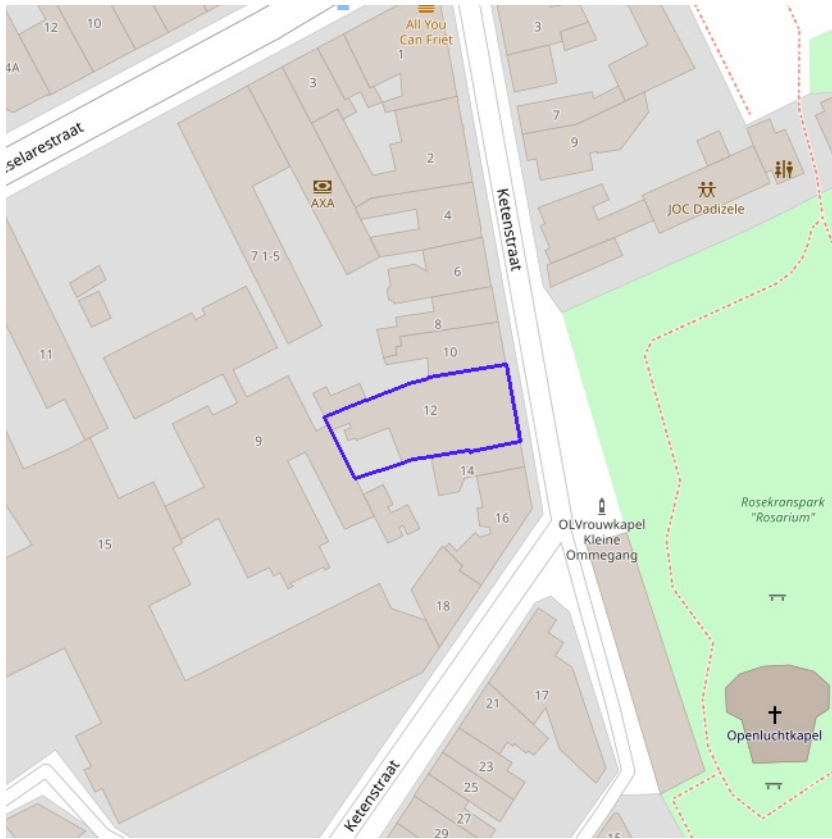 12
10
4A
All You
Can Friet
1
3
3
7
9
selarestraat
2
AXA
JOC Dadizele
Ketenstraat
4
7 1-5
6
8
11
10
12
9
14
Rosekranspark
"Rosarium"
16
OLVrouwkapel
Kleine
Ommegang
15
18
17
21
Openluchtkapel
23
25
Ketenstraat
27
29
15